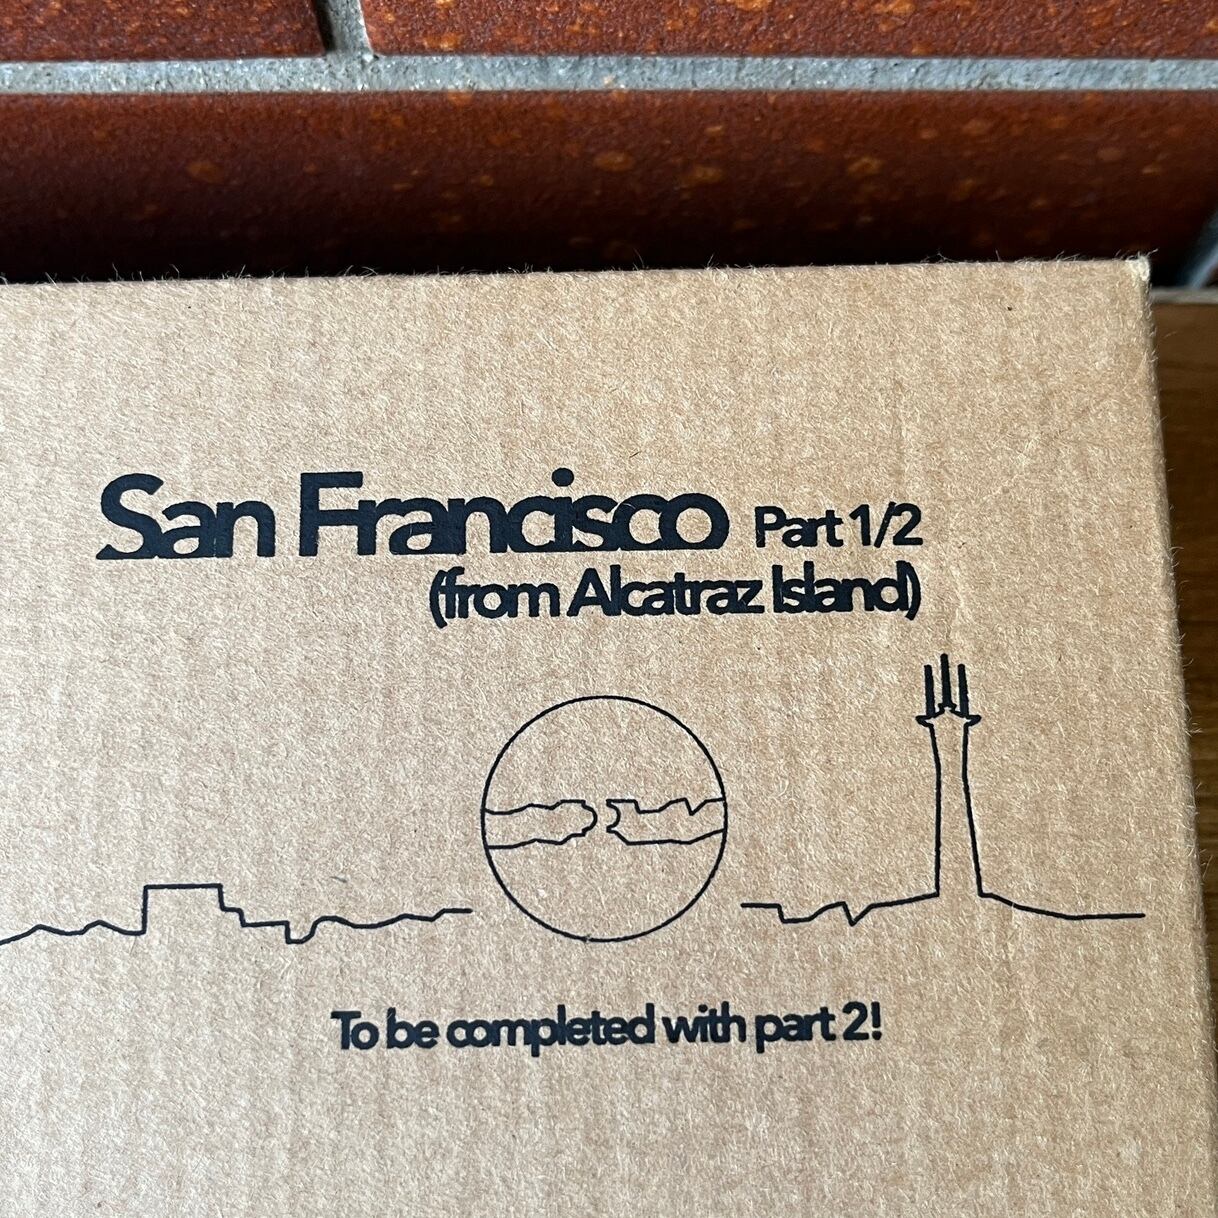 San Francisco Part 1/2
(from Alcatraz Island)
To be completed with part 2!